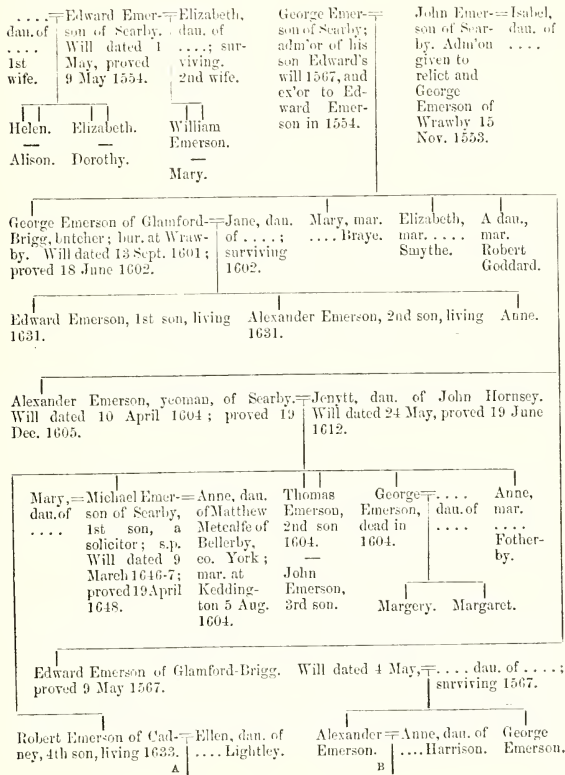 . . . .╤Edward Emer-╤Elizabeth,
dau. of son of Searby. dau. of
. . . . Will dated 1 . . . .; sur-
1st May, proved viving.
wife. 9 May 1554. 2nd wife.
George Emer-╤
son of Searby;
adm'or of his
son Edward's
will 1567, and
ex'or to Ed-
ward Emer-
son in 1554.
John Emer-=Isabel,
son of Sear- dau. of
by. Adm'on . . . .
given to
relict and
George
Emerson of
Wrawby 15
Nov. 1553.
Helen.
—
Alison.
Elizabeth.
—
Dorothy.
William
Emerson.
—
Mary.
George Emerson of Glamford-╤Jane, dau.
Brigg, butcher; bur. at Wraw- of . . . . ;
by. Will dated 13 Sept. 1601; surviving
proved 18 June 1602. 1602.
Mary, mar.
. . . . Braye.
Elizabeth,
mar. . . . .
Smythe.
A dau.,
mar.
Robert
Goddard.
Edward Emerson, 1st son, living
1631.
Alexander Emerson, 2nd son, living
1631.
Anne.
Alexander Emerson, yeoman, of Searby.╤Jenytt, dau. of John Hornsey.
Will dated 10 April 1604; proved 19 Will dated 24 May, proved 19 June
Dec. 1605. 1612.
Mary,=Michael Emer-=Anne, dau.
dau. of son of Searby, of Matthew
. . . . 1st son, a Metcalfe of
solicitor; s.p. Bellerby,
Will dated 9 co. York;
March 1646-7; mar. at
proved 19 April Kedding-
1648. ton 5 Aug.
1604.
Thomas
Emerson,
2nd son
1604.
—
John
Emerson,
3rd son.
George╤. . . .
Emerson, dau. of
dead in . . . .
1604.
Anne,
mar.
. . . .
Fother-
by.
Margery. Margaret.
Edward Emerson of Glamford-Brigg. Will dated 4 May,╤. . . . dau. of . . . . ;
proved 9 May 1567. surviving 1567.
Robert Emerson of Cad-╤Ellen, dau. of
ney, 4th son, living 1633. . . . . Lightley.
A
Alexander╤Anne, dau. of
Emerson. . . . . Harrison.
B
George
Emerson,